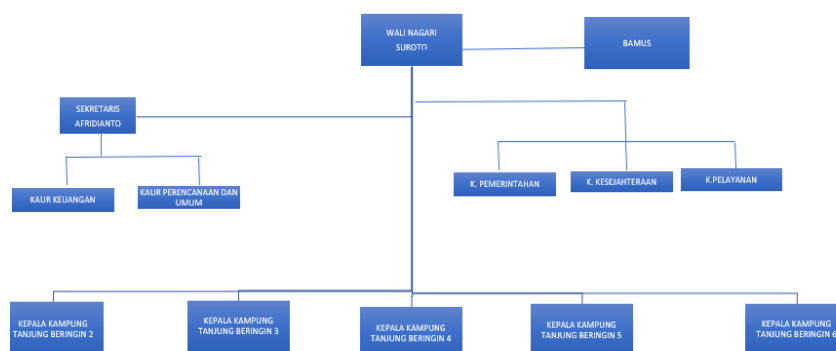 WALI NAGARI
SUROTO
BAMUS
SEKRETARIS
AFRIDIANTO
KAUR KEUANGAN
KAUR PERENCANAAN DAN
UMUM
K. PEMERINTAHAN
K. KESEJAHTERAAN
K.PELAYANAN
KEPALA KAMPUNG
TANJUNG BERINGIN 2
KEPALA KAMPUNG
TANJUNG BERINGIN 3
KEPALA KAMPUNG
TANJUNG BERINGIN 4
KEPALA KAMPUNG
TANJUNG BERINGIN 5
KEPALA KAMPUNG
TANJUNG BERINGIN 6